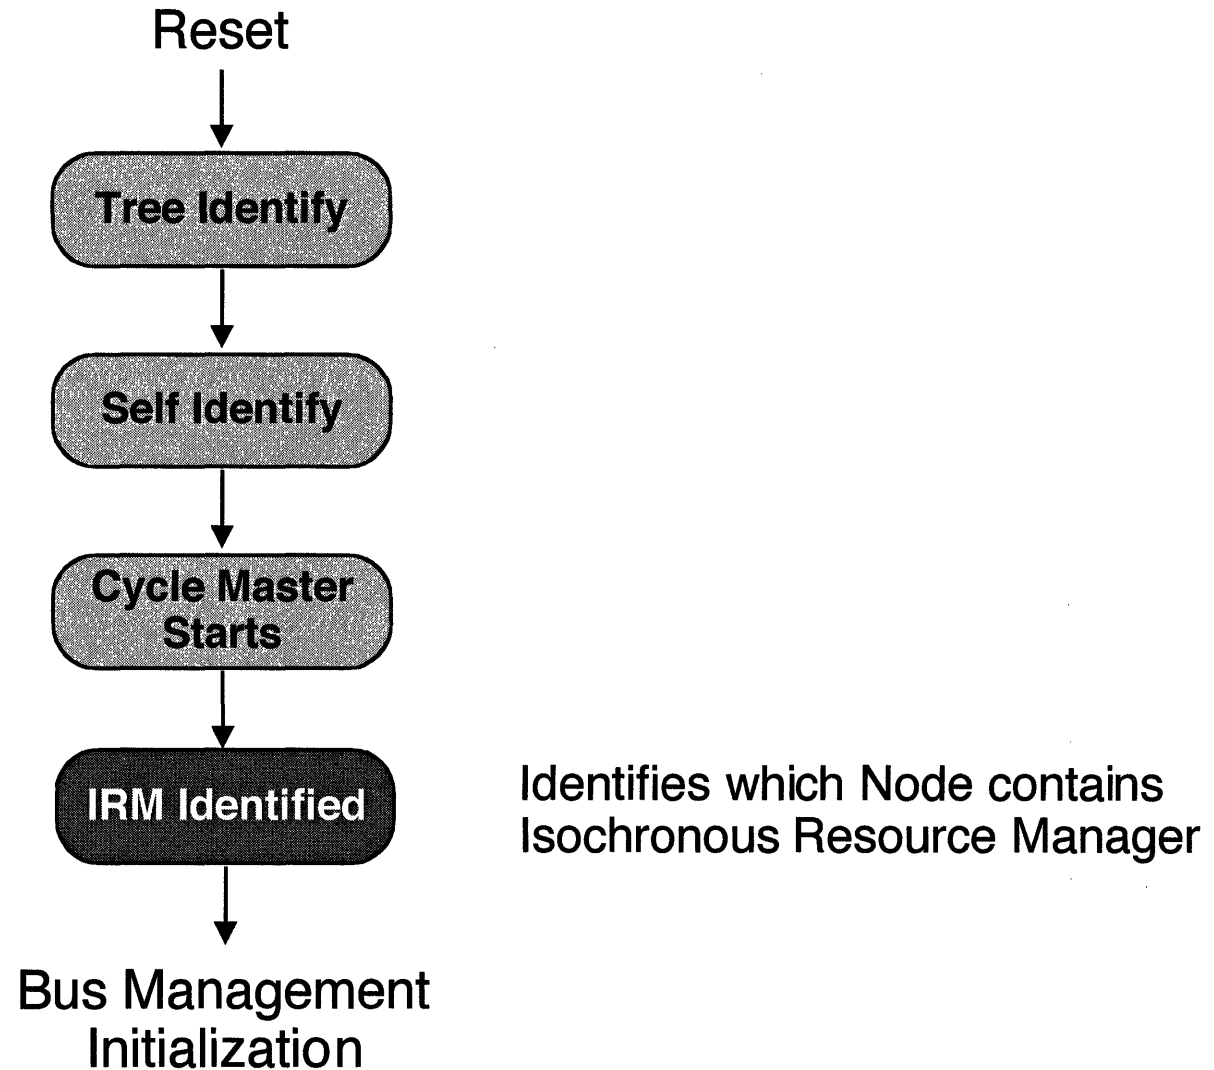 Reset
Tree Identify
Self Identify
Cycle Master
Starts
IRM Identified
Identifies which Node contains
Isochronous Resource Manager
Bus Management
Initialization